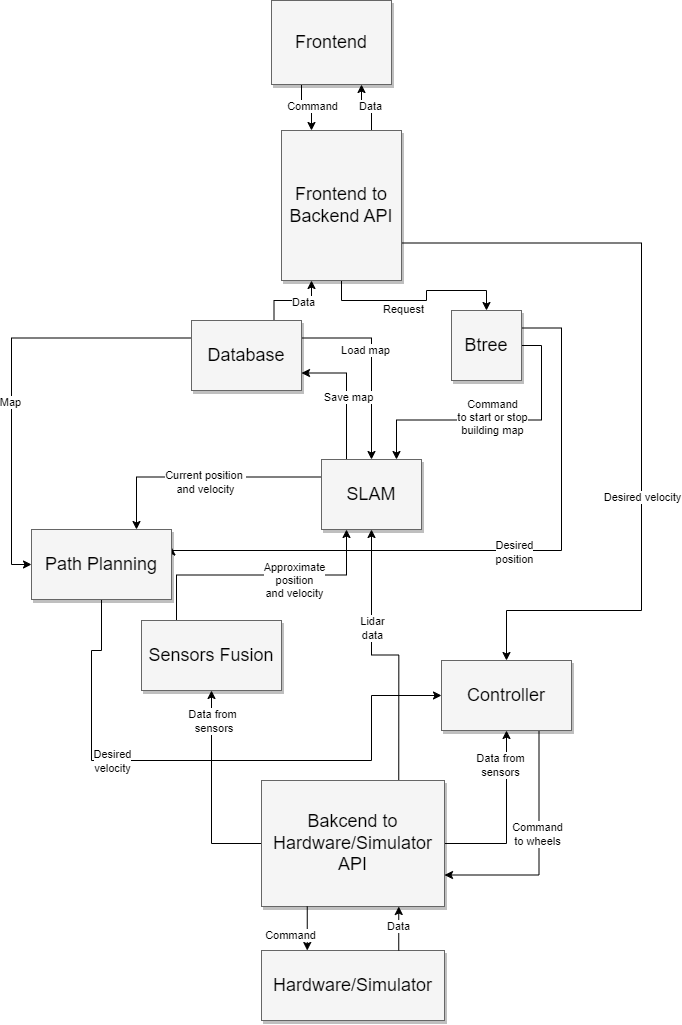 Frontend
Command
Data
Frontend to
Backend API
Data
Request
Database
Load map
Btree
Save map
Map
Command
to start or stop
building map
Current position
and velocity
SLAM
Desired velocity
Path Planning
Desired
position
Approximate
position
and velocity
Lidar
data
Sensors Fusion
Controller
Data from
sensors
Desired
velocity
Data from
sensors
Bakcend to
Hardware/Simulator
API
Command
to wheels
Command
Data
Hardware/Simulator